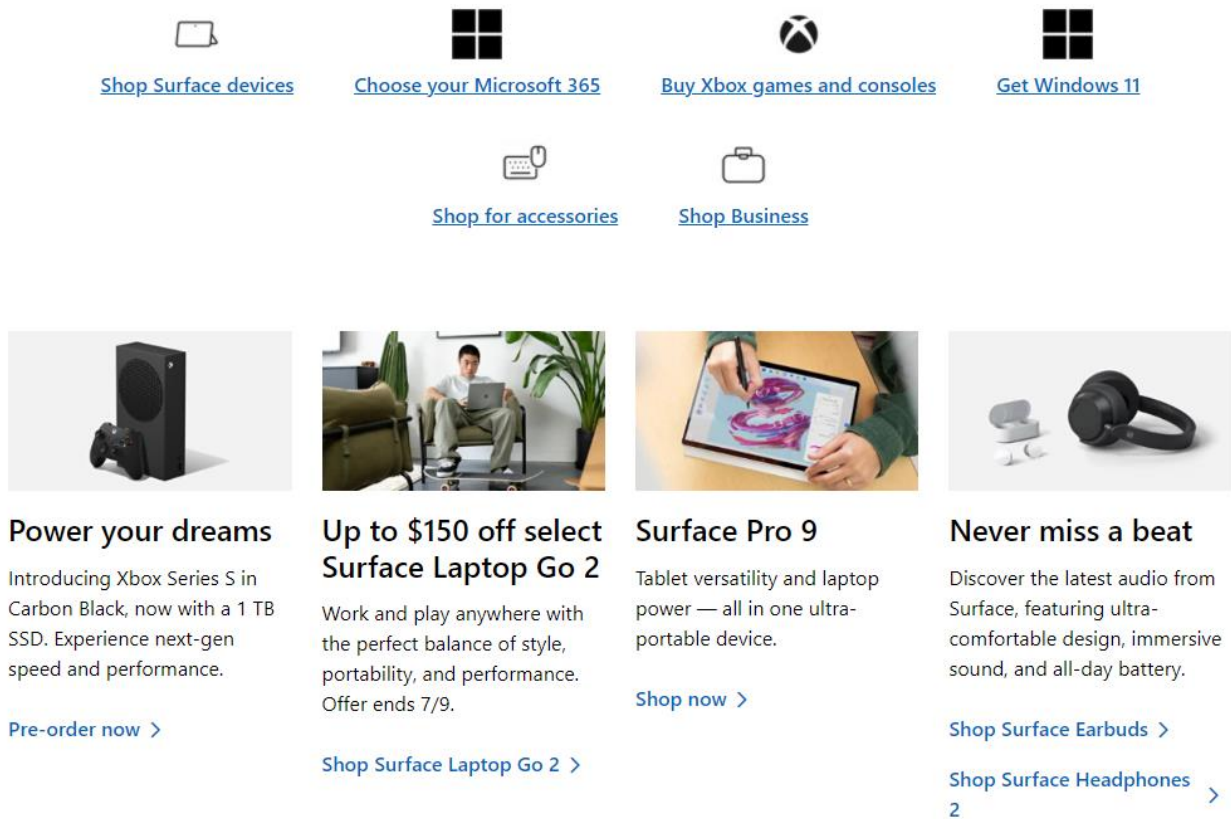 Shop Surface devices
Choose your Microsoft 365
Buy Xbox games and consoles
Get Windows 11
Shop for accessories
Shop Business
Power your dreams
Introducing Xbox Series S in
Carbon Black, now with a 1 TB
SSD. Experience next-gen
speed and performance.
Pre-order now
Up to $150 off select
Surface Laptop Go 2
Work and play anywhere with
the perfect balance of style,
portability, and performance.
Offer ends 7/9.
Shop Surface Laptop Go 2
Surface Pro 9
Tablet versatility and laptop
power — all in one ultra-
portable device.
Shop now
Never miss a beat
Discover the latest audio from
Surface, featuring ultra-
comfortable design, immersive
sound, and all-day battery.
Shop Surface Earbuds
Shop Surface Headphones
2